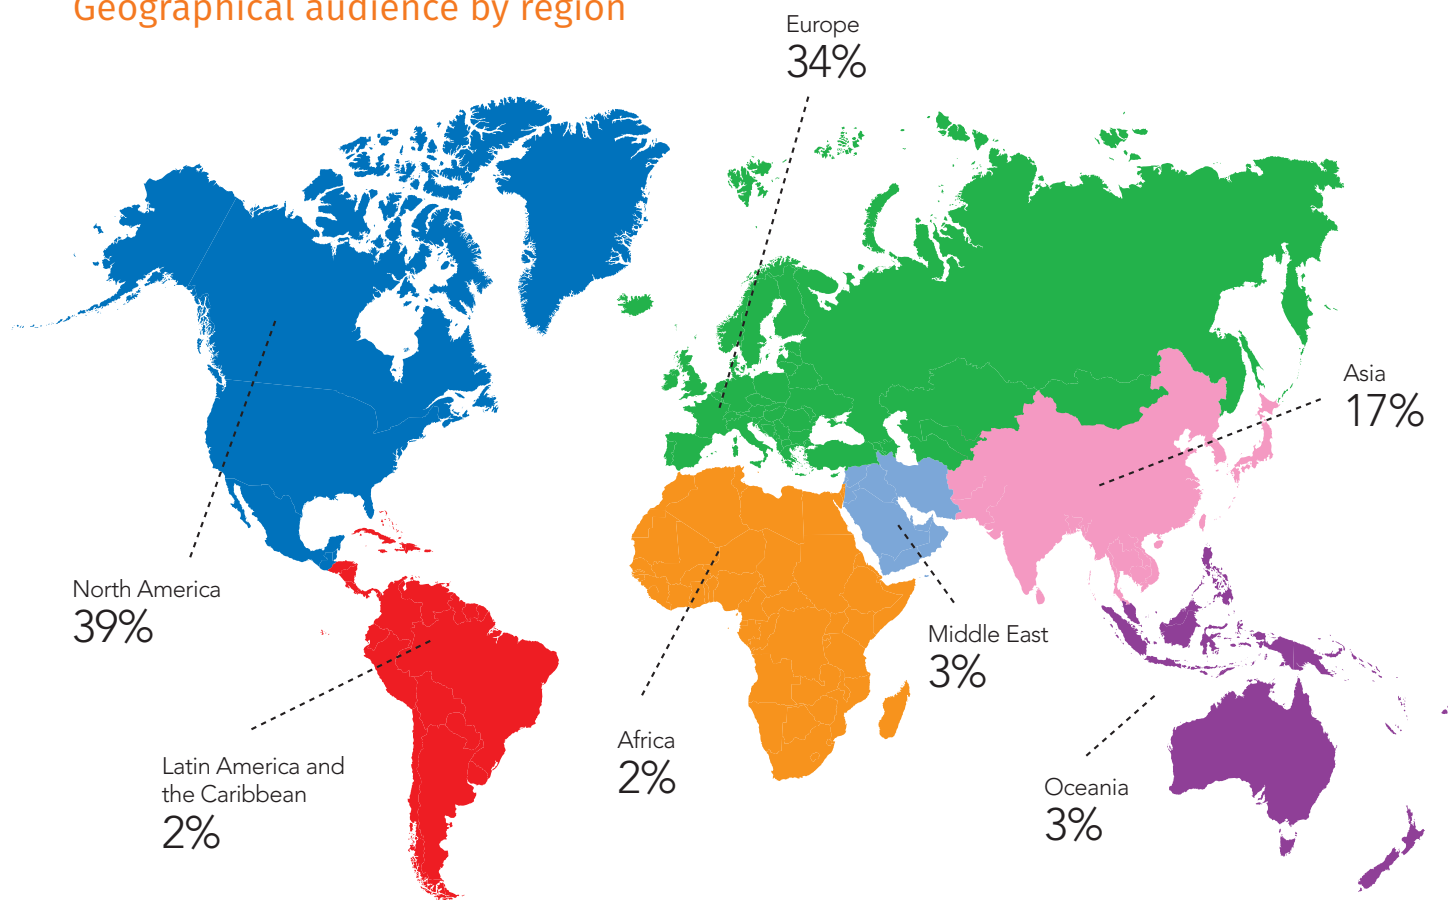 Geographical audience by region
Europe
34%
Asia
17%
North America
39%
Middle East
3%
Latin America and
the Caribbean
2%
Africa
2%
Oceania
3%